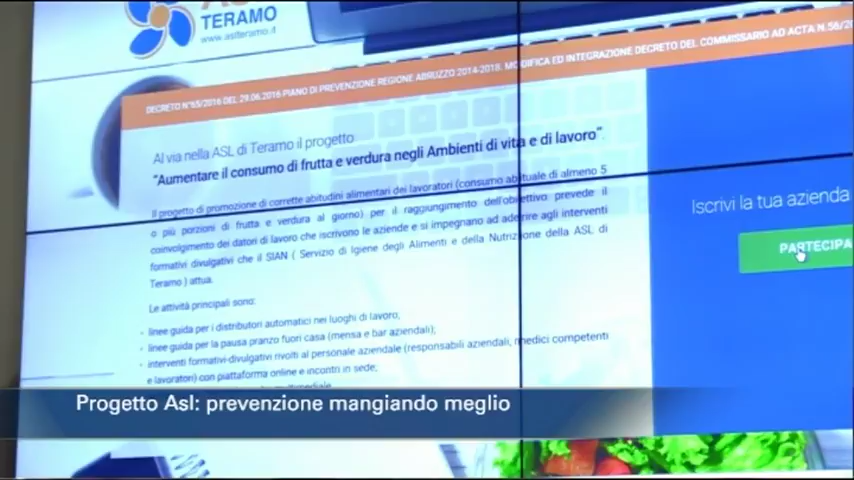 ASL
TERAMO
www.aslteramo.it
DECRETO N°65/2016 DEL 29.06.2016 PIANO DI PREVENZIONE REGIONE ABRUZZO 2014-2018. MODIFICA ED INTEGRAZIONE DECRETO DEL COMMISSARIO AD ACTA N.56/20
Al via nella ASL di Teramo il progetto
"Aumentare il consumo di frutta e verdura negli Ambienti di vita e di lavoro".
Il progetto di promozione di corrette abitudini alimentari dei lavoratori (consumo abituale di almeno 5
o più porzioni di frutta e verdura al giorno) per il raggiungimento dell'obiettivo prevede il
coinvolgimento dei datori di lavoro che iscrivono le aziende e si impegnano ad aderire agli interventi
formativi divulgativi che il SIAN ( Servizio di Igiene degli Alimenti e della Nutrizione della ASL di
Teramo ) attua.
Iscrivi la tua azienda
PARTECIPA
Le attività principali sono:
- linee guida per i distributori automatici nei luoghi di lavoro;
- linee guida per la pausa pranzo fuori casa (mensa e bar aziendali);
- interventi formativi-divulgativi rivolti al personale aziendale (responsabili aziendali, medici competenti
e lavoratori) con piattaforma online e incontri in sede;
multimediale
Progetto Asl: prevenzione mangiando meglio